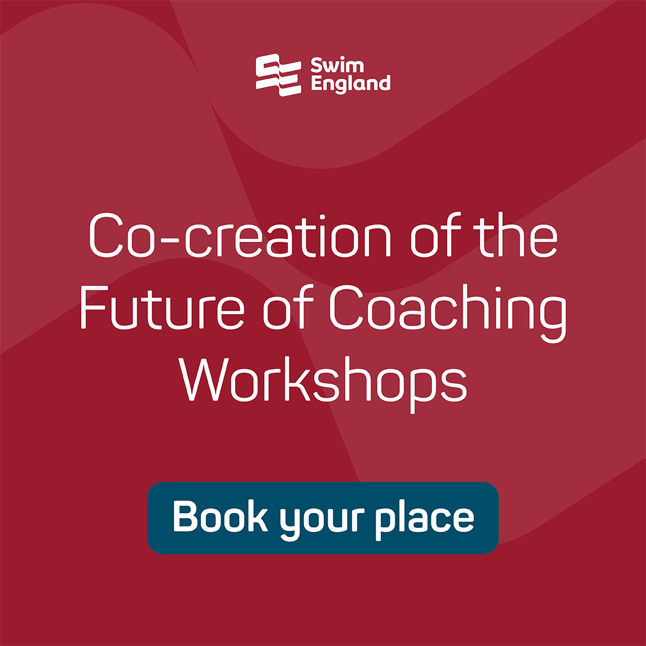 Swim
England
Co-creation of the
Future of Coaching
Workshops
Book your place